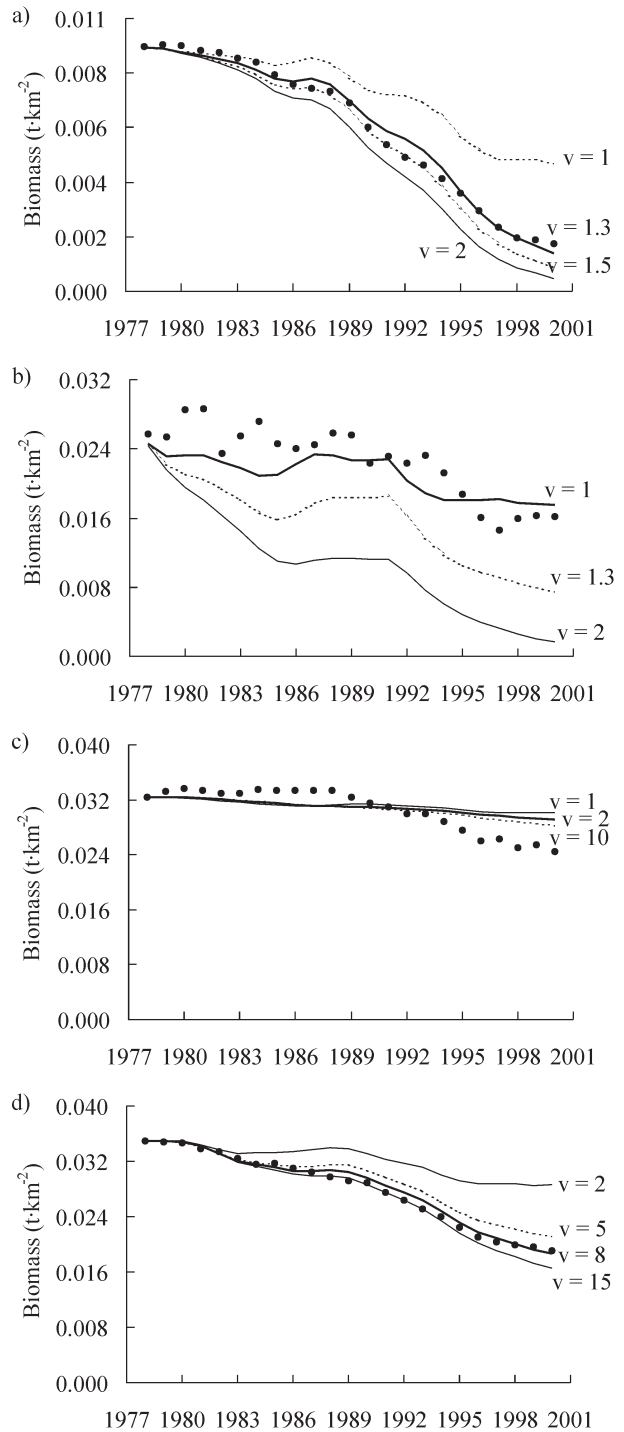 a)
0.011
0.008
0.006
0.004
0.002
0.000
Biomass (t·km⁻²)
v = 1
v = 1.3
v = 1.5
v = 2
1977 1980 1983 1986 1989 1992 1995 1998 2001
b)
0.032
0.024
0.016
0.008
0.000
Biomass (t·km⁻²)
v = 1
v = 1.3
v = 2
1977 1980 1983 1986 1989 1992 1995 1998 2001
c)
0.040
0.032
0.024
0.016
0.008
0.000
Biomass (t·km⁻²)
v = 1
v = 2
v = 10
1977 1980 1983 1986 1989 1992 1995 1998 2001
d)
0.040
0.032
0.024
0.016
0.008
0.000
Biomass (t·km⁻²)
v = 2
v = 5
v = 8
v = 15
1977 1980 1983 1986 1989 1992 1995 1998 2001